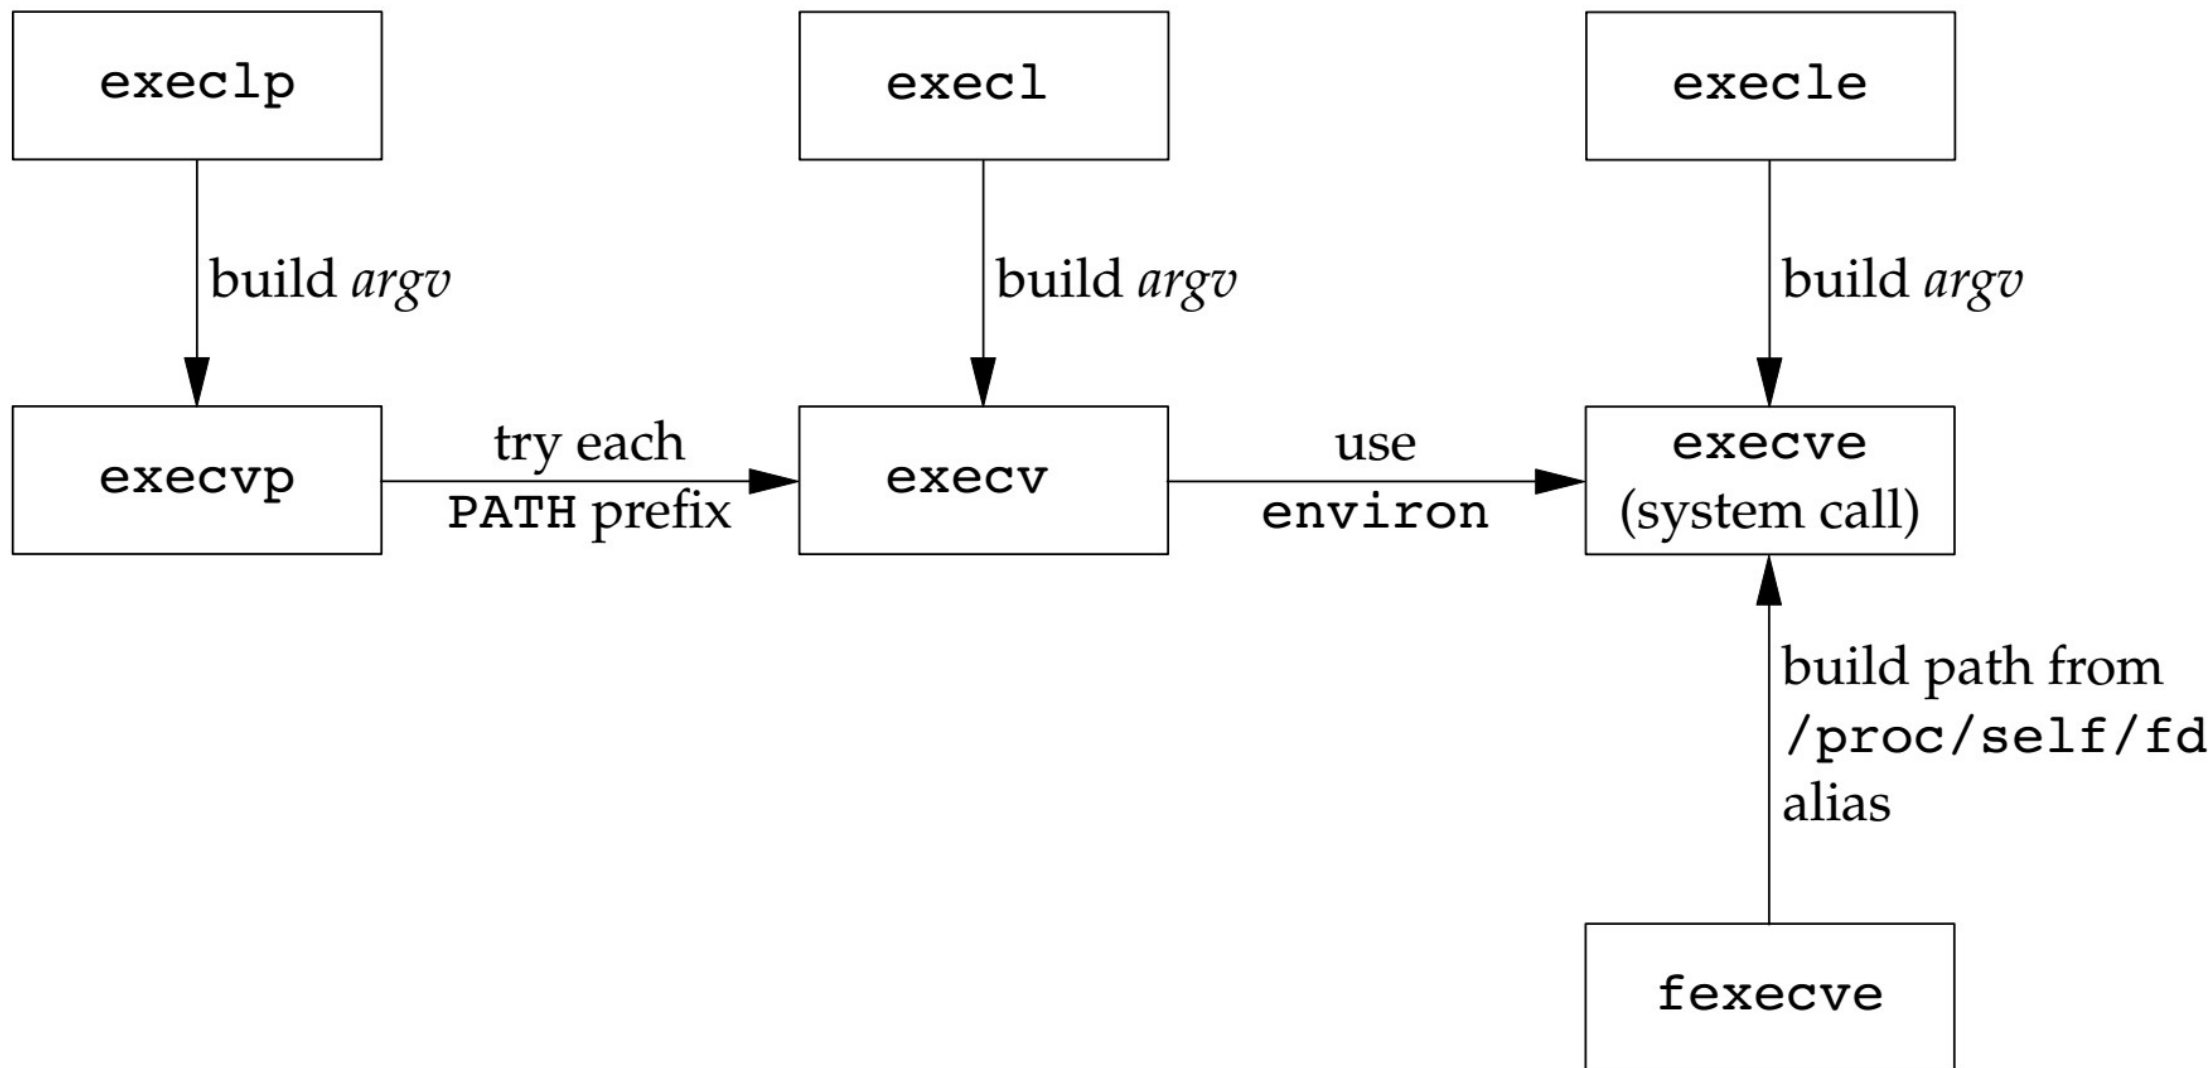 execlp
execl
execle
build argv
build argv
build argv
execvp
try each
PATH prefix
execv
use
environ
execve
(system call)
build path from
/proc/self/fd
alias
fexecve